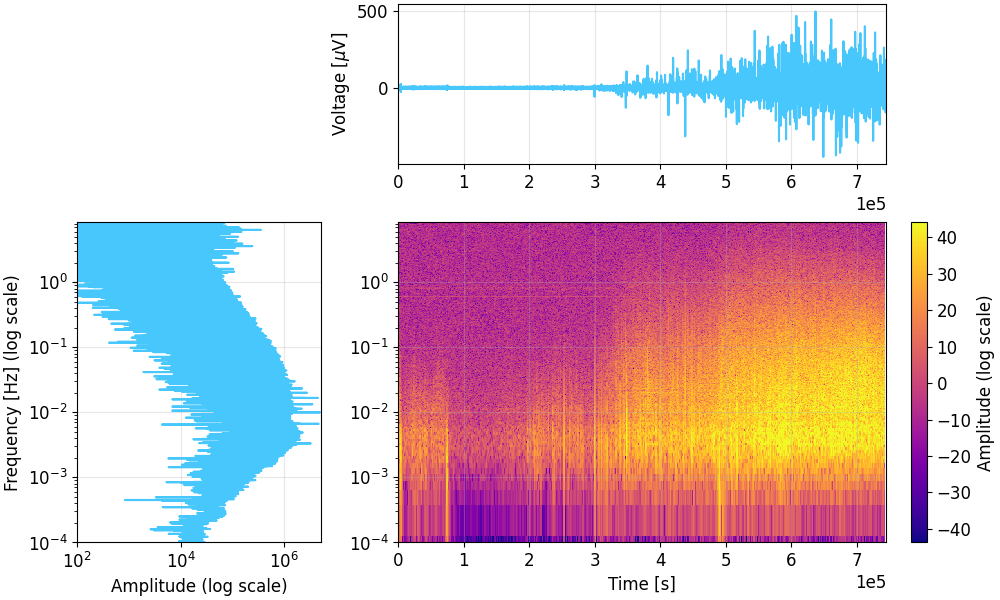 500
0
Voltage [μV]
0 1 2 3 4 5 6 7
1e5
10⁰
10⁻¹
10⁻²
10⁻³
10⁻⁴
Frequency [Hz] (log scale)
10² 10⁴ 10⁶
Amplitude (log scale)
10⁰
10⁻¹
10⁻²
10⁻³
10⁻⁴
0 1 2 3 4 5 6 7
1e5
Time [s]
40
30
20
10
0
−10
−20
−30
−40
Amplitude (log scale)